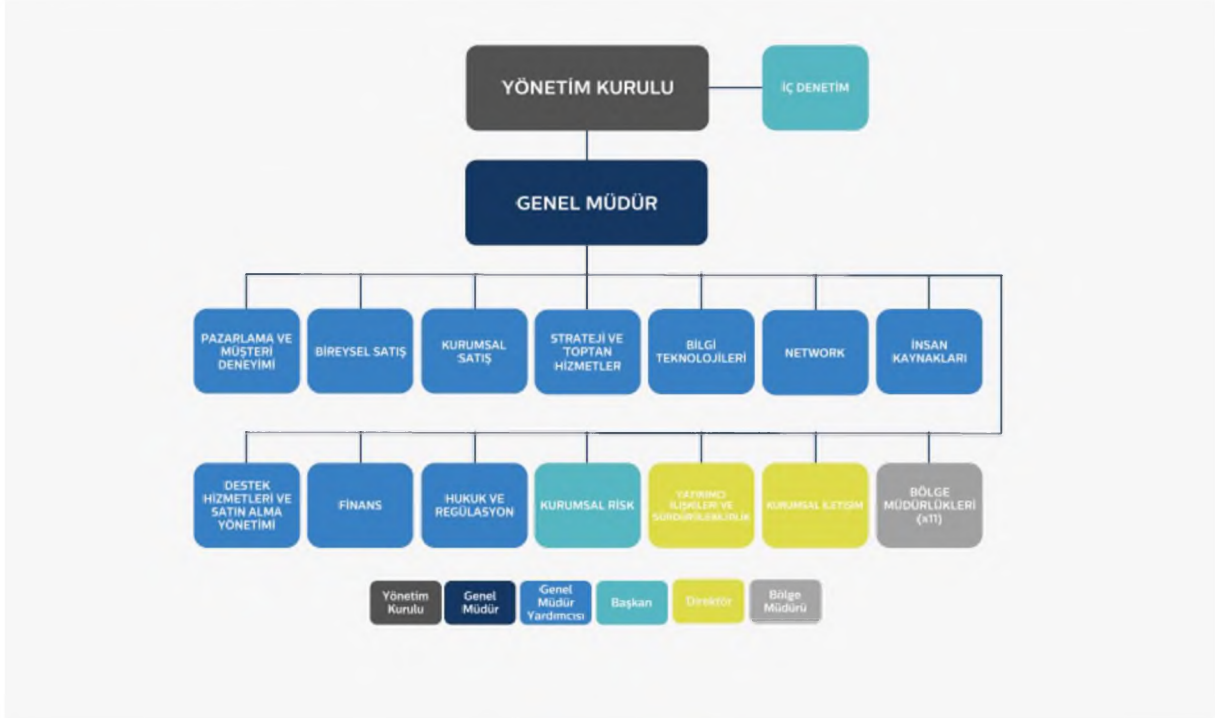 YÖNETİM KURULU
İÇ DENETİM
GENEL MÜDÜR
PAZARLAMA VE
MÜŞTERİ
DENEYİMİ
BİREYSEL SATIŞ
KURUMSAL
SATIŞ
STRATEJİ VE
TOPTAN
HİZMETLER
BİLGİ
TEKNOLOJİLERİ
NETWORK
İNSAN
KAYNAKLARI
DESTEK
HİZMETLERİ VE
SATIN ALMA
YÖNETİMİ
FİNANS
HUKUK VE
REGÜLASYON
KURUMSAL RİSK
YATIRIMCI
İLİŞKİLERİ VE
SÜRDÜRÜLEBİLİRLİK
KURUMSAL İLETİŞİM
BÖLGE
MÜDÜRLÜKLERİ
(x11)
Yönetim
Kurulu
Genel
Müdür
Genel
Müdür
Yardımcısı
Başkan
Direktör
Bölge
Müdürü